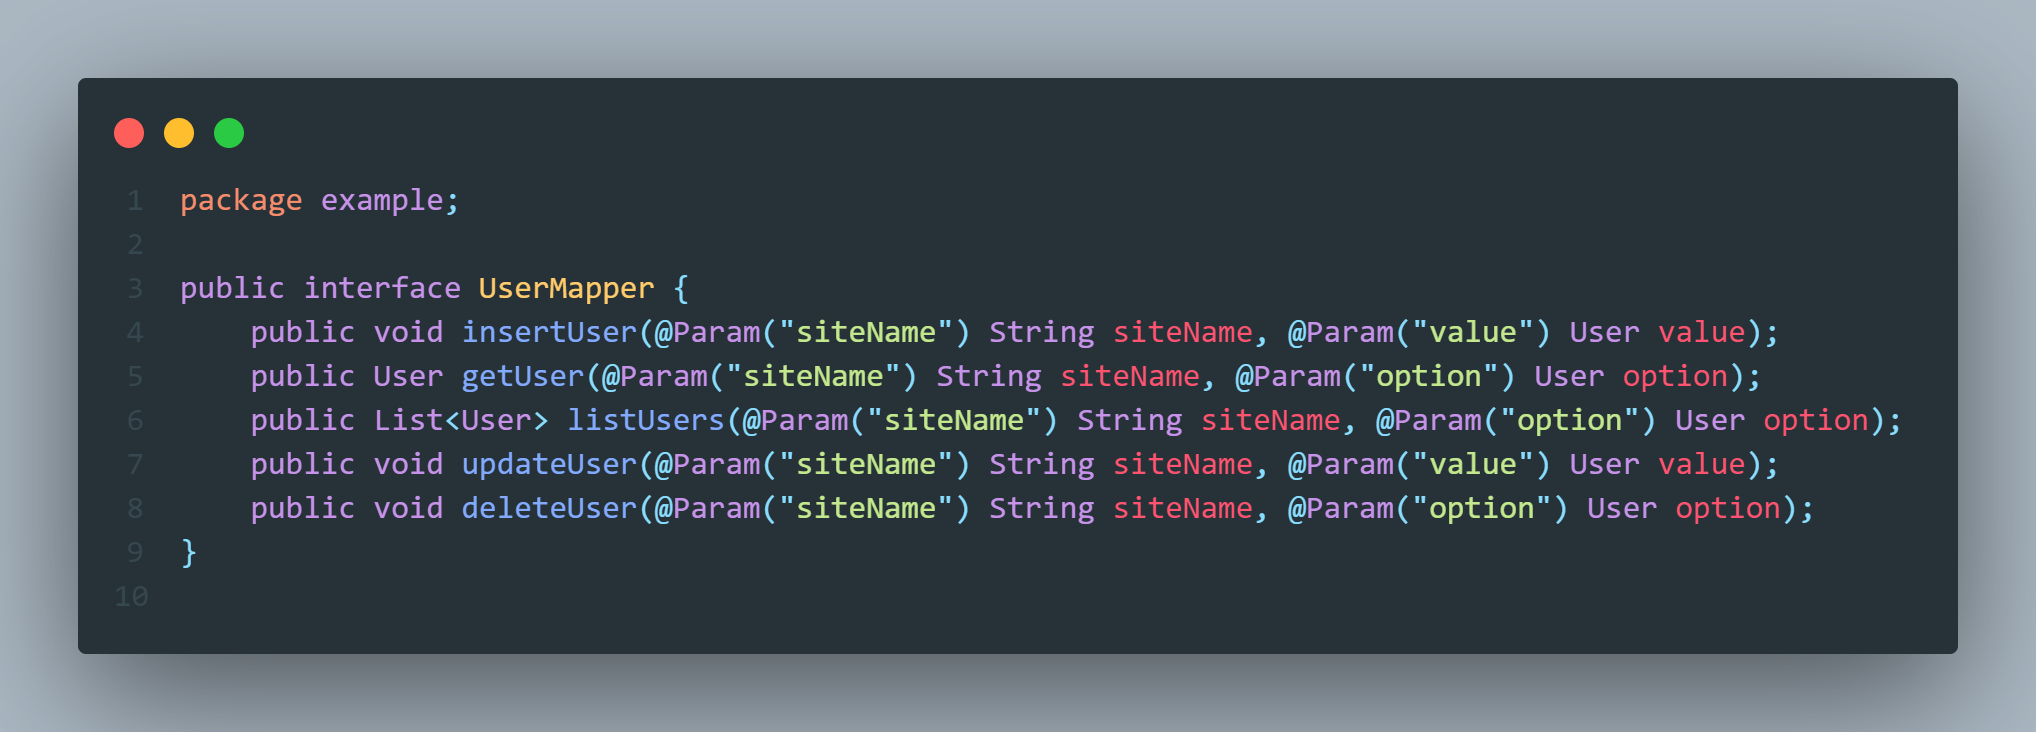 1 package example;
2
3 public interface UserMapper {
4     public void insertUser(@Param("siteName") String siteName, @Param("value") User value);
5     public User getUser(@Param("siteName") String siteName, @Param("option") User option);
6     public List<User> listUsers(@Param("siteName") String siteName, @Param("option") User option);
7     public void updateUser(@Param("siteName") String siteName, @Param("value") User value);
8     public void deleteUser(@Param("siteName") String siteName, @Param("option") User option);
9 }
10